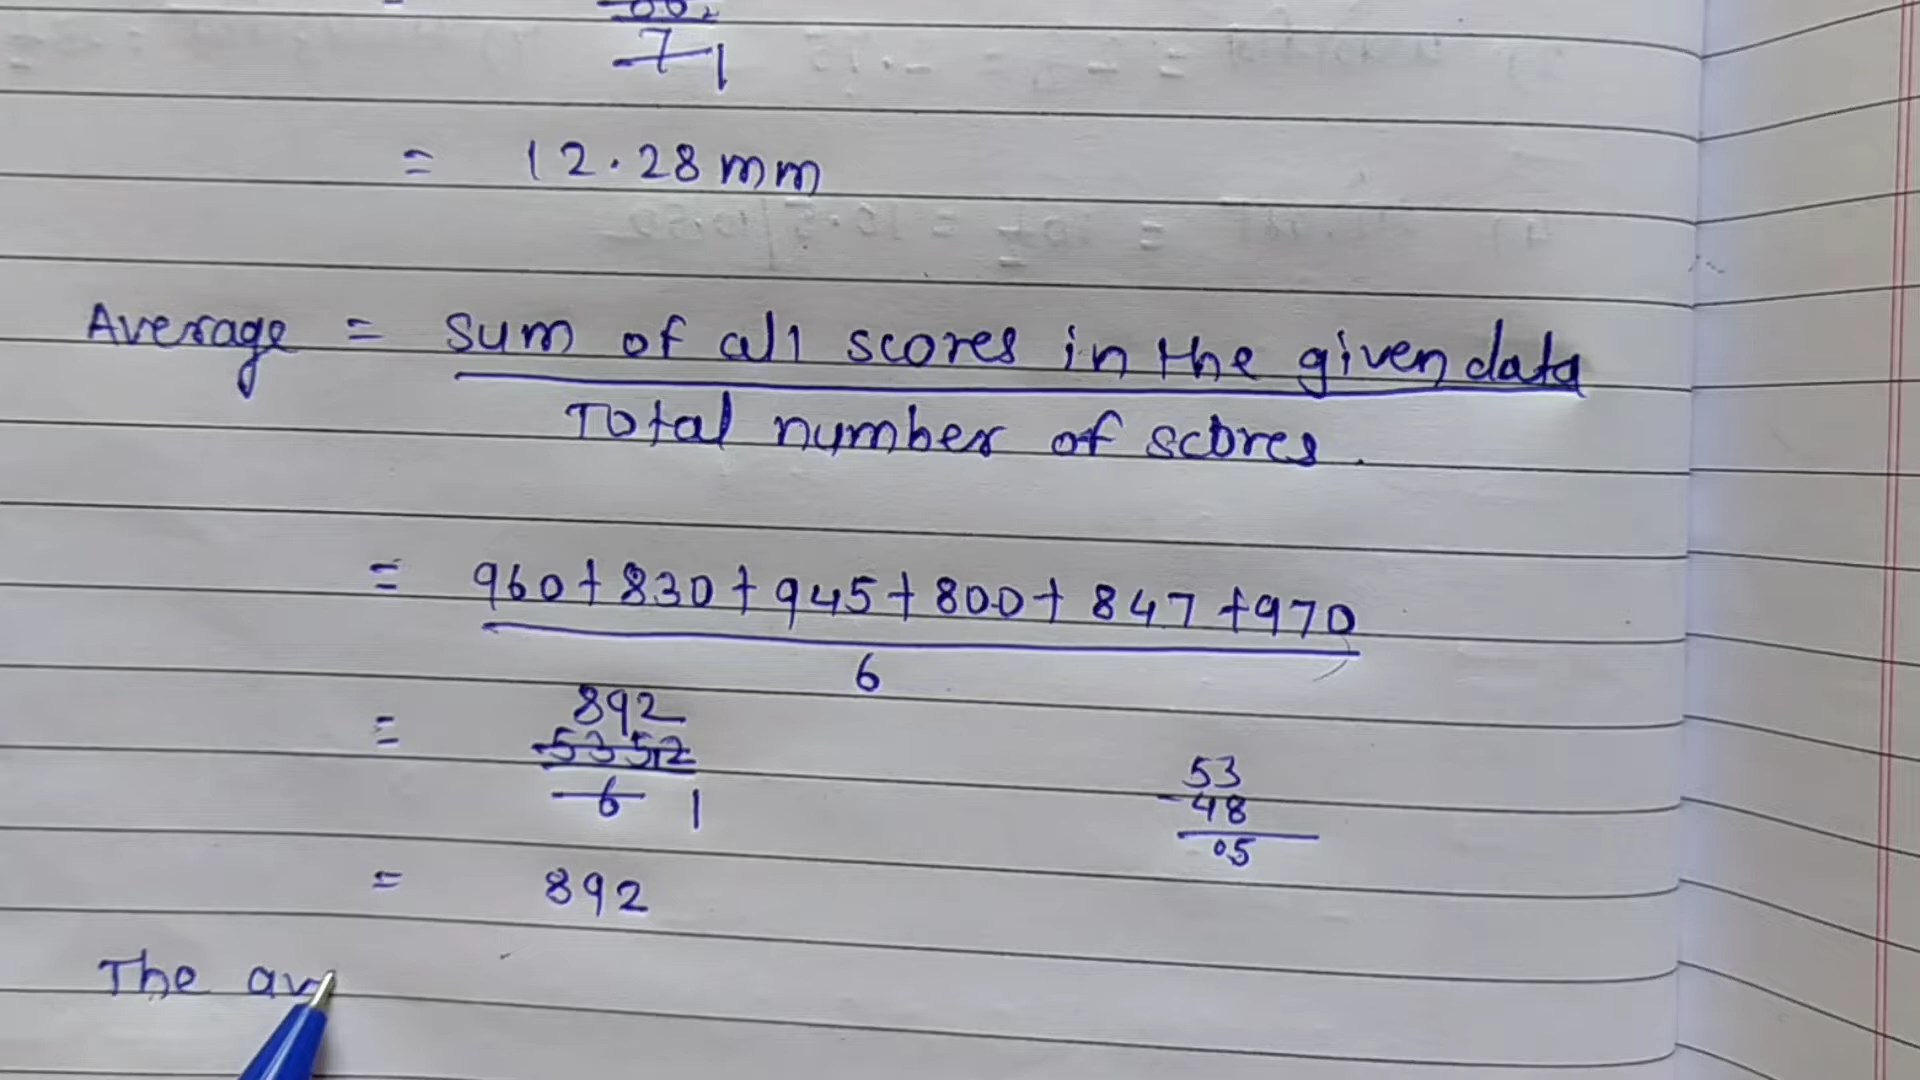 7 1
= 12.28 mm
Average = Sum of all scores in the given data
Total number of scores.
= 960 + 830 + 945 + 800 + 847 + 970
6
892
= 5352
6 1
53
- 48
05
= 892
The av